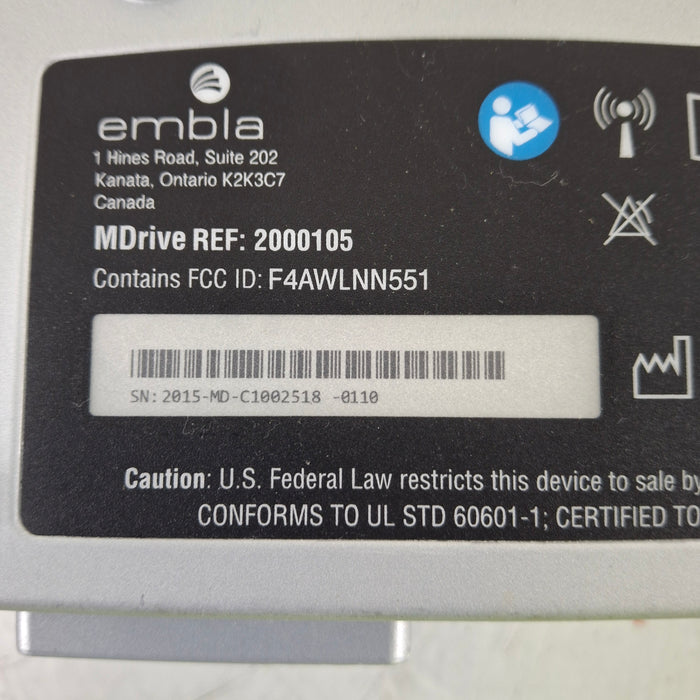 embla
1 Hines Road, Suite 202
Kanata, Ontario K2K3C7
Canada
MDrive REF: 2000105
Contains FCC ID: F4AWLNN551
SN: 2015-MD-C1002518 -0110
Caution: U.S. Federal Law restricts this device to sale by
CONFORMS TO UL STD 60601-1; CERTIFIED TO